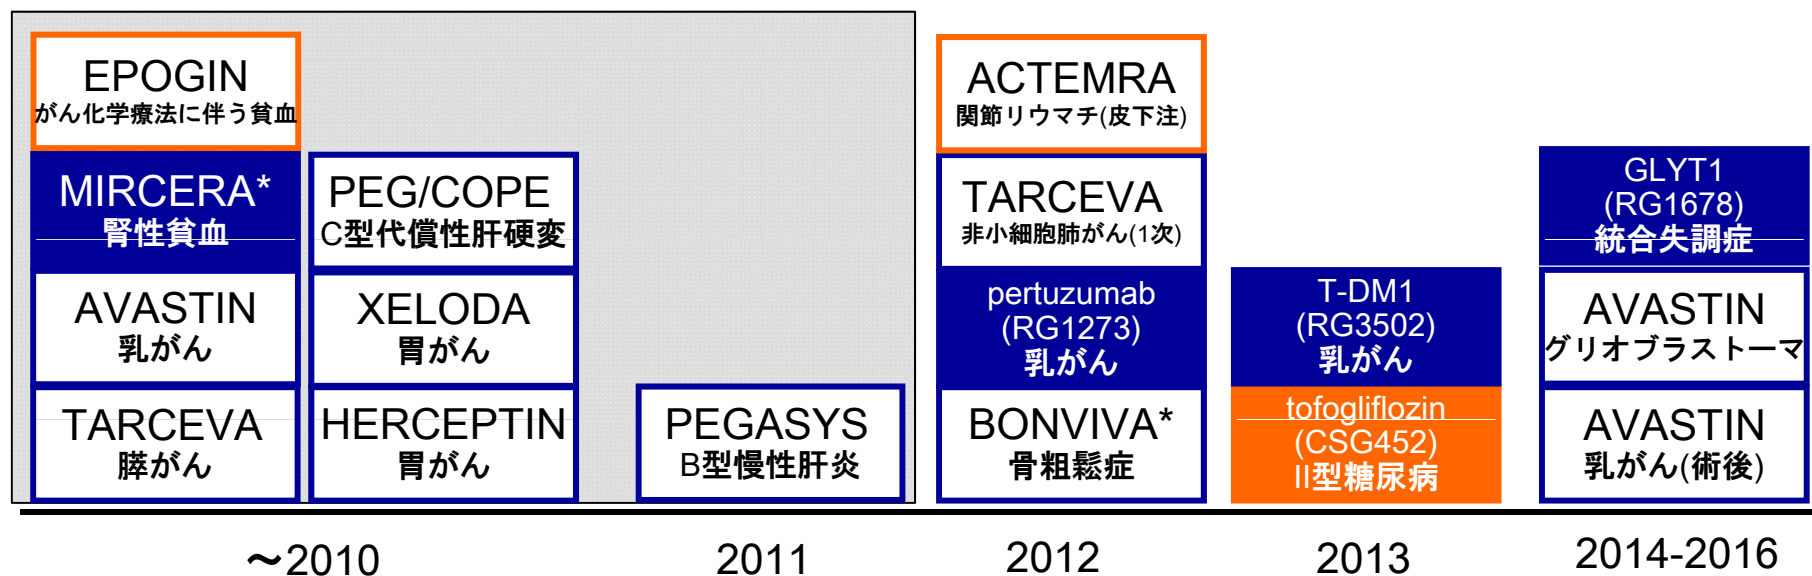 EPOGIN
がん化学療法に伴う貧血
MIRCERA*
腎性貧血
AVASTIN
乳がん
TARCEVA
膵がん
PEG/COPE
C型代償性肝硬変
XELODA
胃がん
HERCEPTIN
胃がん
PEGASYS
B型慢性肝炎
ACTEMRA
関節リウマチ(皮下注)
TARCEVA
非小細胞肺がん(1次)
pertuzumab
(RG1273)
乳がん
BONVIVA*
骨粗鬆症
T-DM1
(RG3502)
乳がん
tofogliflozin
(CSG452)
II型糖尿病
GLYT1
(RG1678)
統合失調症
AVASTIN
グリオブラストーマ
AVASTIN
乳がん(術後)
～2010
2011
2012
2013
2014-2016